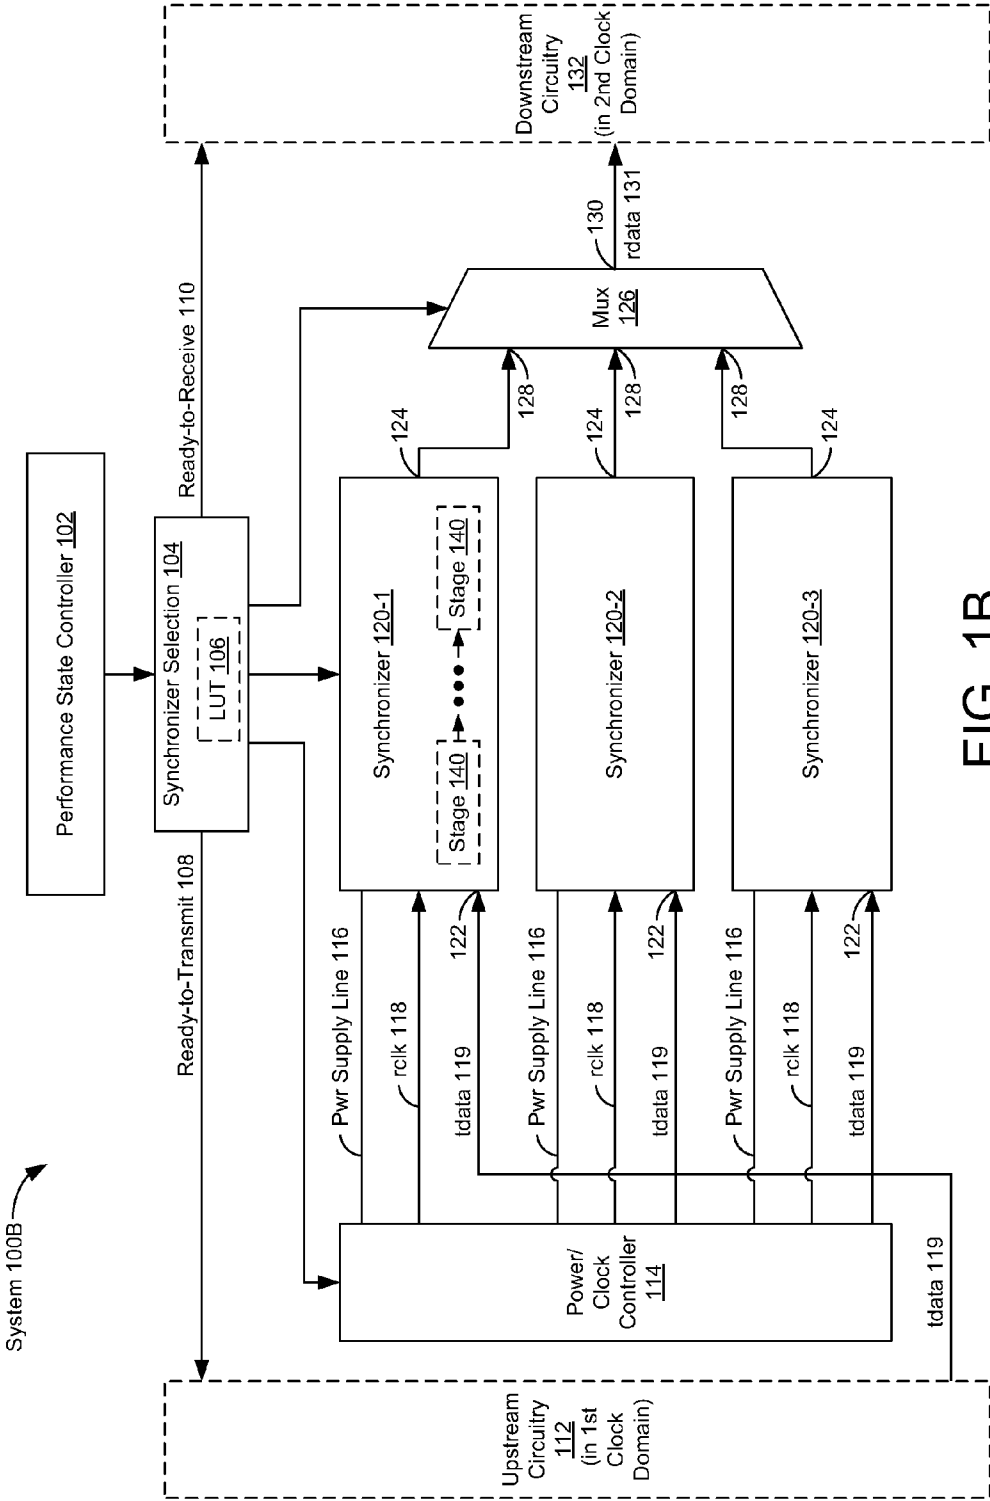 System 100B
Performance State Controller 102
Synchronizer Selection 104
LUT 106
Ready-to-Transmit 108
Ready-to-Receive 110
Upstream
Circuitry
112
(in 1st
Clock
Domain)
Power/
Clock
Controller
114
Pwr Supply Line 116
rclk 118
tdata 119
122
Synchronizer 120-1
Stage 140
Stage 140
124
128
Pwr Supply Line 116
rclk 118
tdata 119
122
Synchronizer 120-2
124
128
Pwr Supply Line 116
rclk 118
tdata 119
122
Synchronizer 120-3
124
128
tdata 119
Mux
126
130
rdata 131
Downstream
Circuitry
132
(in 2nd Clock
Domain)
FIG. 1B